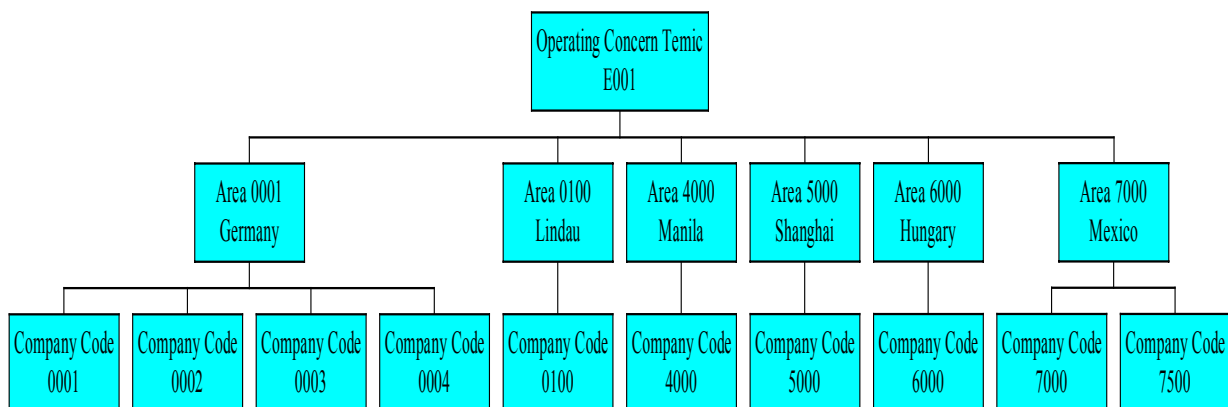 Operating Concern Temic
E001
Area 0001
Germany
Area 0100
Lindau
Area 4000
Manila
Area 5000
Shanghai
Area 6000
Hungary
Area 7000
Mexico
Company Code
0001
Company Code
0002
Company Code
0003
Company Code
0004
Company Code
0100
Company Code
4000
Company Code
5000
Company Code
6000
Company Code
7000
Company Code
7500